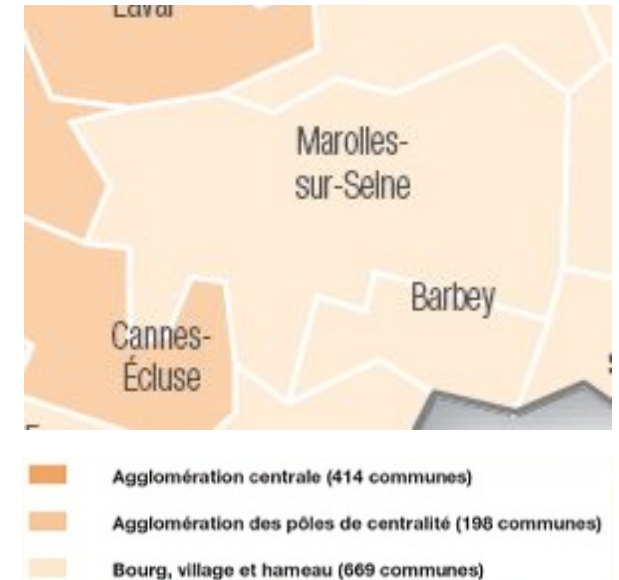 Laval
Marolles-
sur-Seine
Barbey
Cannes-
Écluse
Agglomération centrale (414 communes)
Agglomération des pôles de centralité (198 communes)
Bourg, village et hameau (669 communes)